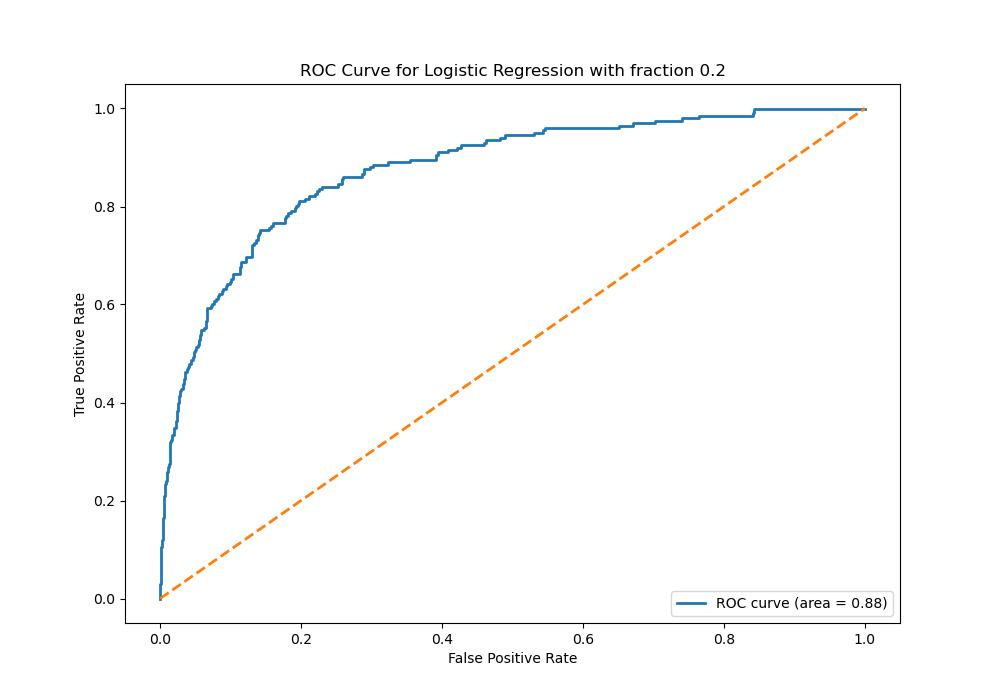 ROC Curve for Logistic Regression with fraction 0.2
True Positive Rate
1.0
0.8
0.6
0.4
0.2
0.0
0.0 0.2 0.4 0.6 0.8 1.0
False Positive Rate
ROC curve (area = 0.88)